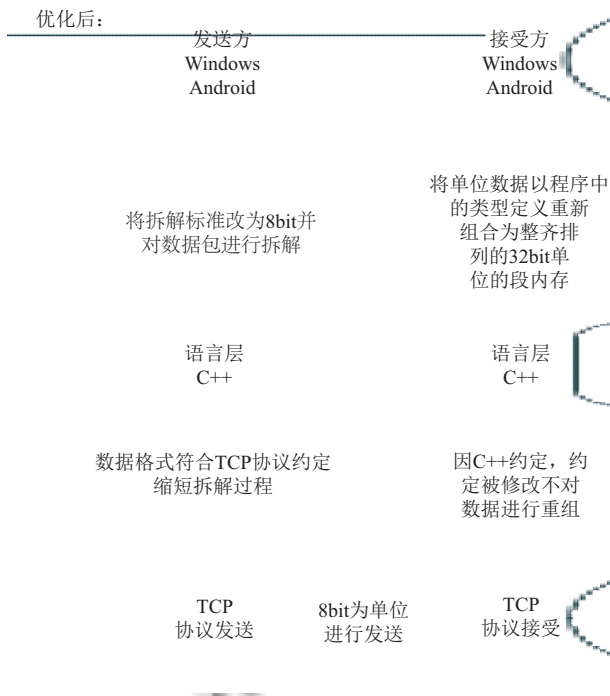 优化后：
发送方
Windows
Android
接受方
Windows
Android
将拆解标准改为8bit并
对数据包进行拆解
将单位数据以程序中
的类型定义重新
组合为整齐排
列的32bit单
位的段内存
语言层
C++
语言层
C++
数据格式符合TCP协议约定
缩短拆解过程
因C++约定，约
定被修改不对
数据进行重组
TCP
协议发送
8bit为单位
进行发送
TCP
协议接受